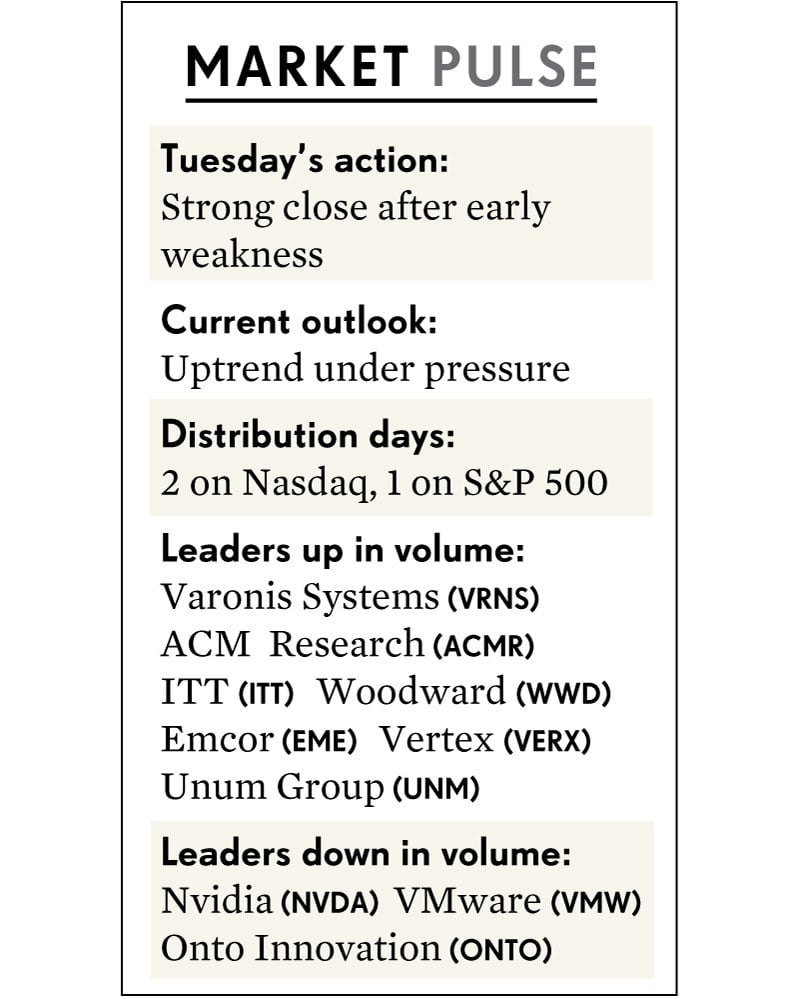 MARKET PULSE
Tuesday’s action:
Strong close after early
weakness
Current outlook:
Uptrend under pressure
Distribution days:
2 on Nasdaq, 1 on S&P 500
Leaders up in volume:
Varonis Systems (VRNS)
ACM Research (ACMR)
ITT (ITT) Woodward (WWD)
Emcor (EME) Vertex (VERX)
Unum Group (UNM)
Leaders down in volume:
Nvidia (NVDA) VMware (VMW)
Onto Innovation (ONTO)